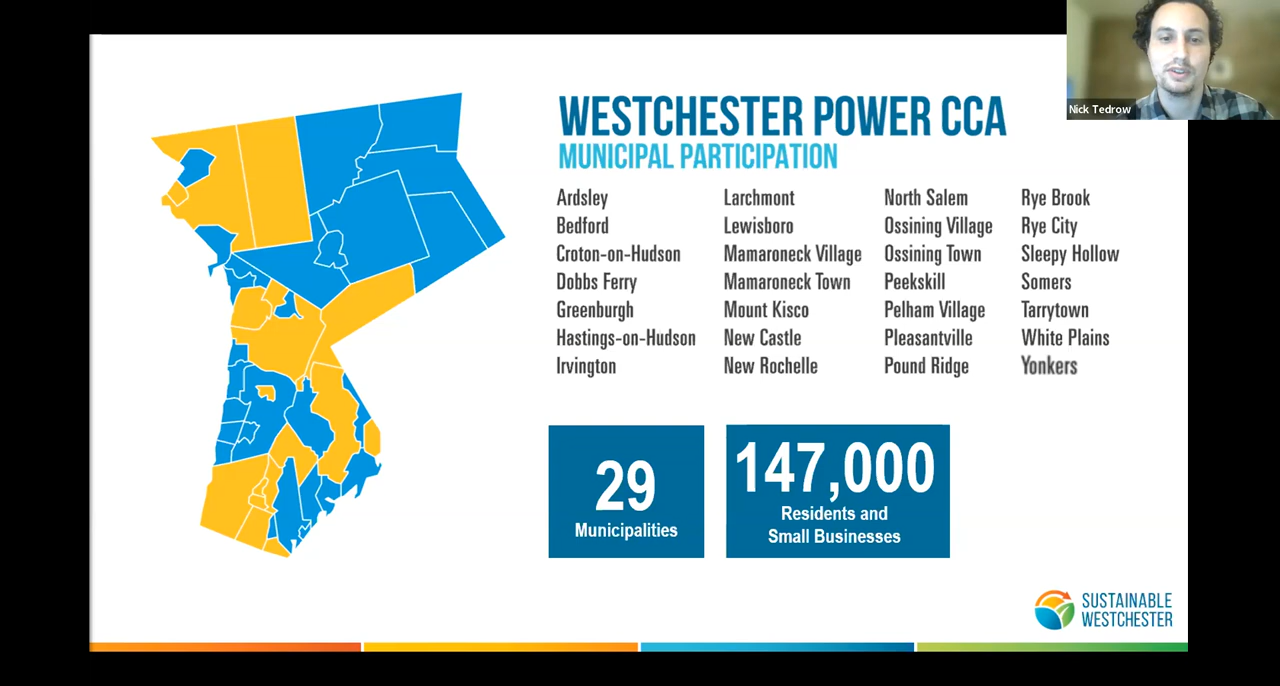 Nick Tedrow
WESTCHESTER POWER CCA
MUNICIPAL PARTICIPATION
Ardsley
Bedford
Croton-on-Hudson
Dobbs Ferry
Greenburgh
Hastings-on-Hudson
Irvington
Larchmont
Lewisboro
Mamaroneck Village
Mamaroneck Town
Mount Kisco
New Castle
New Rochelle
North Salem
Ossining Village
Ossining Town
Peekskill
Pelham Village
Pleasantville
Pound Ridge
Rye Brook
Rye City
Sleepy Hollow
Somers
Tarrytown
White Plains
Yonkers
29
Municipalities
147,000
Residents and
Small Businesses
SUSTAINABLE
WESTCHESTER